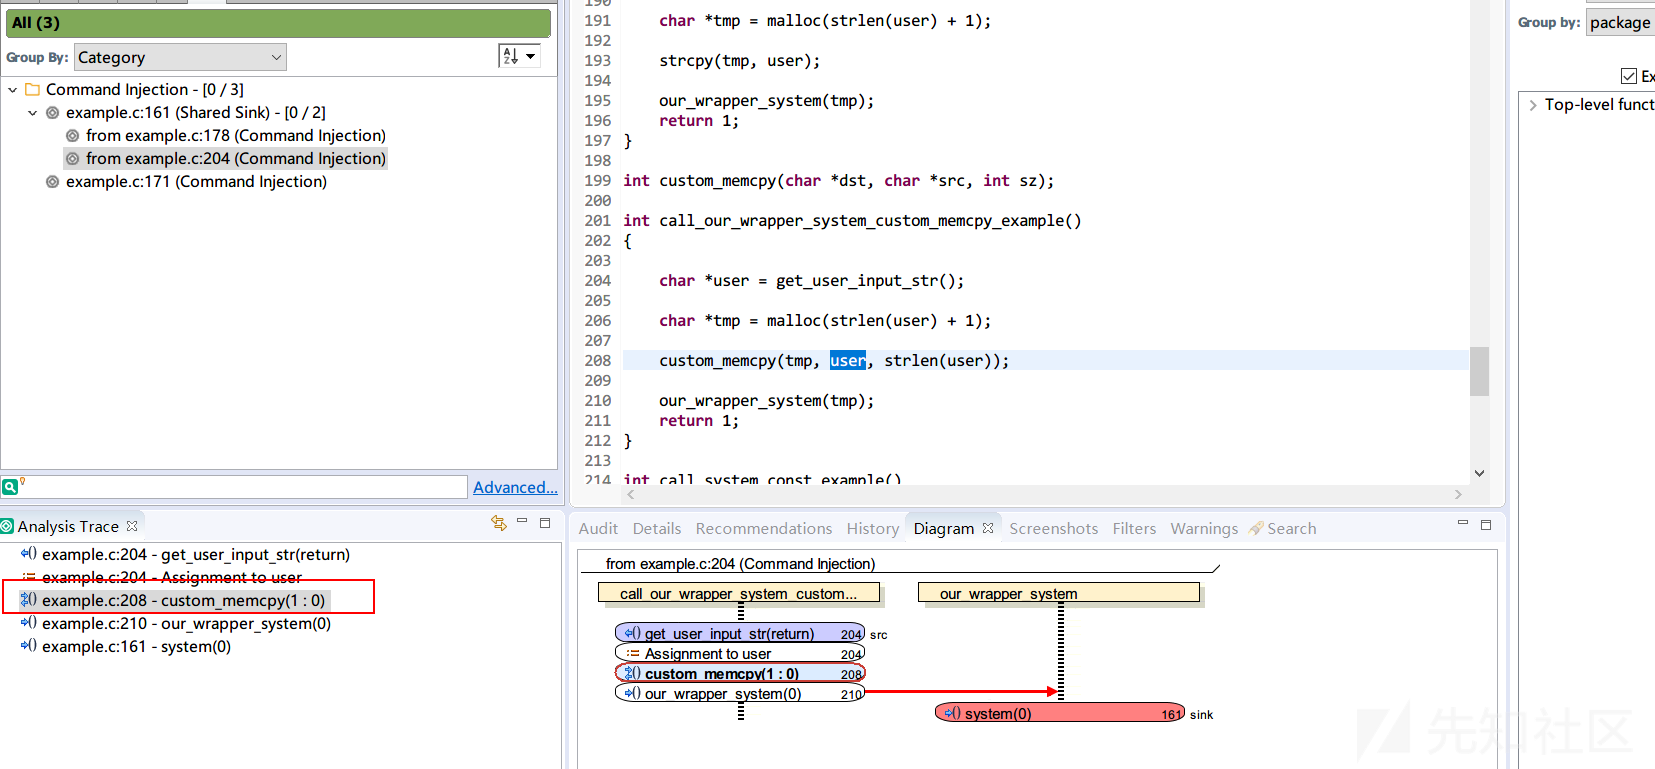 All (3)
Group By: Category
Command Injection - [0 / 3]
example.c:161 (Shared Sink) - [0 / 2]
from example.c:178 (Command Injection)
from example.c:204 (Command Injection)
example.c:171 (Command Injection)
Advanced...
190
191 char *tmp = malloc(strlen(user) + 1);
192
193 strcpy(tmp, user);
194
195 our_wrapper_system(tmp);
196 return 1;
197 }
198
199 int custom_memcpy(char *dst, char *src, int sz);
200
201 int call_our_wrapper_system_custom_memcpy_example()
202 {
203
204 char *user = get_user_input_str();
205
206 char *tmp = malloc(strlen(user) + 1);
207
208 custom_memcpy(tmp, user, strlen(user));
209
210 our_wrapper_system(tmp);
211 return 1;
212 }
213
214 int call_system_const_example()
Group by: package
Ex
Top-level funct
Analysis Trace
example.c:204 - get_user_input_str(return)
example.c:204 - Assignment to user
example.c:208 - custom_memcpy(1 : 0)
example.c:210 - our_wrapper_system(0)
example.c:161 - system(0)
Audit Details Recommendations History Diagram Screenshots Filters Warnings Search
from example.c:204 (Command Injection)
call_our_wrapper_system_custom... our_wrapper_system
get_user_input_str(return) 204 src
Assignment to user 204
custom_memcpy(1 : 0) 208
our_wrapper_system(0) 210
system(0) 161 sink
先知社区